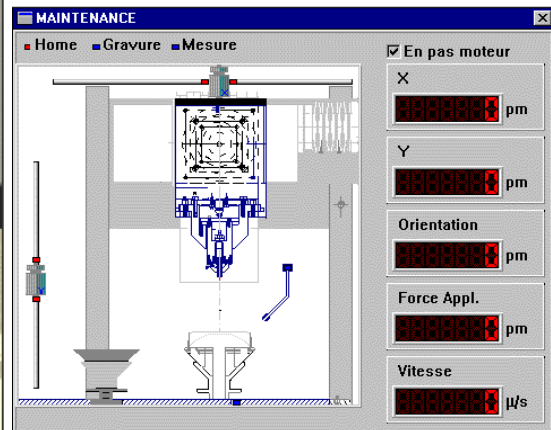 MAINTENANCE
Home Gravure Mesure
En pas moteur
X
pm
Y
pm
Orientation
pm
Force Appl.
pm
Vitesse
µ/s